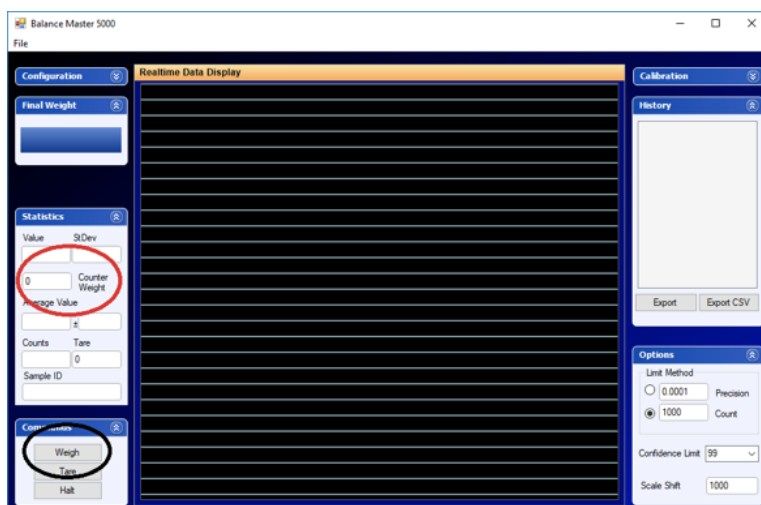 Balance Master 5000
File
Configuration
Final Weight
Statistics
Value StDev
0 Counter
Weight
Average Value
±
Counts Tare
0
Sample ID
Commands
Weigh
Tare
Halt
Realtime Data Display
Calibration
History
Export Export CSV
Options
Limit Method
0.0001 Precision
1000 Count
Confidence Limit 99
Scale Shift 1000